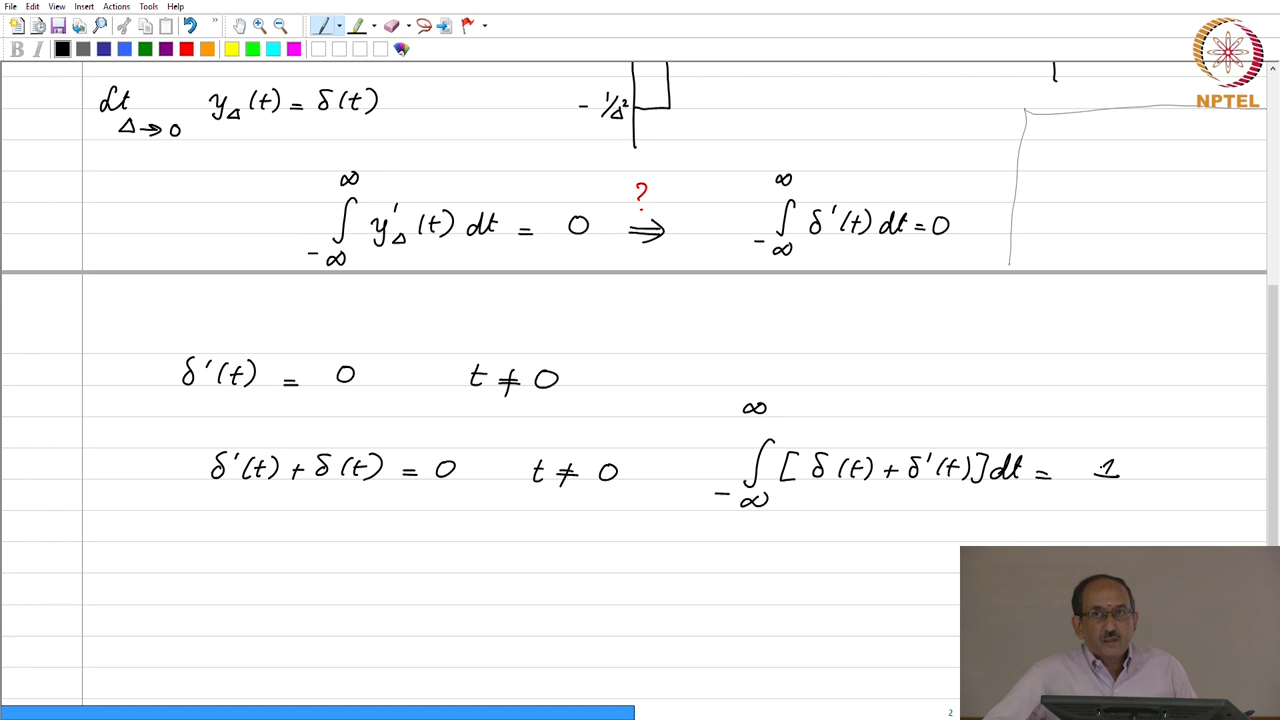 File Edit View Insert Actions Tools Help
B I
NPTEL
lt Δ→0 y_Δ(t) = δ(t)
- 1/Δ²
∫_{-∞}^{∞} y'_Δ(t) dt = 0 ?⇒ ∫_{-∞}^{∞} δ'(t) dt = 0
δ'(t) = 0 t ≠ 0
δ'(t) + δ(t) = 0 t ≠ 0 ∫_{-∞}^{∞} [δ(t) + δ'(t)] dt = 1
2